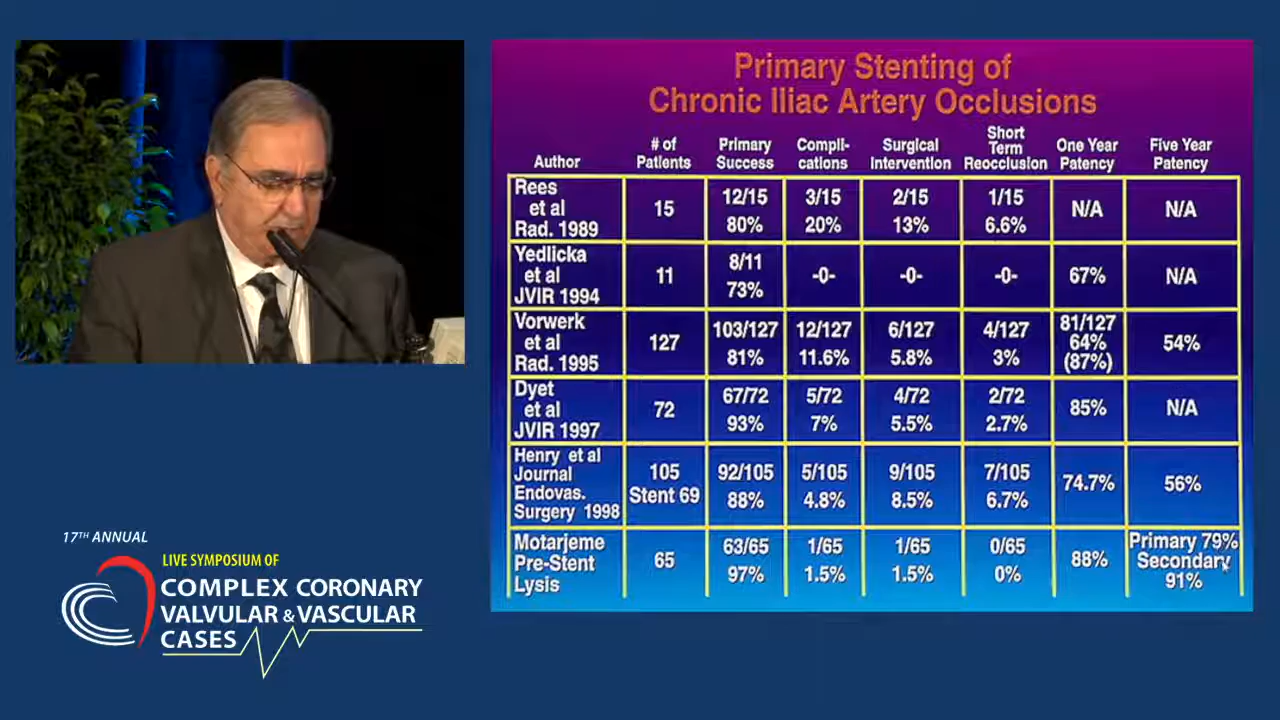 Primary Stenting of
Chronic Iliac Artery Occlusions
Author # of Patients Primary Success Compli-cations Surgical Intervention Short Term Reocclusion One Year Patency Five Year Patency
Rees et al Rad. 1989 15 12/15 80% 3/15 20% 2/15 13% 1/15 6.6% N/A N/A
Yedlicka et al JVIR 1994 11 8/11 73% -0- -0- -0- 67% N/A
Vorwerk et al Rad. 1995 127 103/127 81% 12/127 11.6% 6/127 5.8% 4/127 3% 81/127 64% (87%) 54%
Dyet et al JVIR 1997 72 67/72 93% 5/72 7% 4/72 5.5% 2/72 2.7% 85% N/A
Henry et al Journal Endovas. Surgery 1998 105 Stent 69 92/105 88% 5/105 4.8% 9/105 8.5% 7/105 6.7% 74.7% 56%
Motarjeme Pre-Stent Lysis 65 63/65 97% 1/65 1.5% 1/65 1.5% 0/65 0% 88% Primary 79% Secondary 91%
17TH ANNUAL
LIVE SYMPOSIUM OF
COMPLEX CORONARY
VALVULAR & VASCULAR
CASES